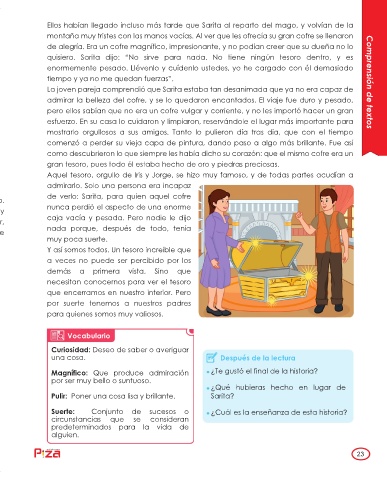 Ellos habían llegado incluso más tarde que Sarita al reparto del mago, y volvían de la
montaña muy tristes con las manos vacías. Al ver que les ofrecía su gran cofre se llenaron
de alegría. Era un cofre magnífico, impresionante, y no podían creer que su dueña no lo
quisiera. Sarita dijo: "No sirve para nada. No tiene ningún tesoro dentro, y es
enormemente pesado. Llévenlo y cuídenlo ustedes, yo he cargado con él demasiado
tiempo y ya no me quedan fuerzas".
La joven pareja comprendió que Sarita estaba tan desanimada que ya no era capaz de
admirar la belleza del cofre, y se lo quedaron encantados. El viaje fue duro y pesado,
pero ellos sabían que no era un cofre vulgar y corriente, y no les importó hacer un gran
esfuerzo. En su casa lo cuidaron y limpiaron, reservándole el lugar más importante para
mostrarlo orgullosos a sus amigos. Tanto lo pulieron día tras día, que con el tiempo
comenzó a perder su vieja capa de pintura, dando paso a algo más brillante. Fue así
como descubrieron lo que siempre les había dicho su corazón: que el mismo cofre era un
gran tesoro, pues todo él estaba hecho de oro y piedras preciosas.
Aquel tesoro, orgullo de Iris y Jorge, se hizo muy famoso, y de todas partes acudían a
admirarlo. Solo una persona era incapaz
de verlo: Sarita, para quien aquel cofre
nunca perdió el aspecto de una enorme
caja vacía y pesada. Pero nadie le dijo
nada porque, después de todo, tenía
muy poca suerte.
Y así somos todos. Un tesoro increíble que
a veces no puede ser percibido por los
demás a primera vista. Sino que
necesitan conocernos para ver el tesoro
que encerramos en nuestro interior. Pero
por suerte tenemos a nuestros padres
para quienes somos muy valiosos.
Comprensión de textos
Vocabulario
Curiosidad: Deseo de saber o averiguar
una cosa.
Magnífico: Que produce admiración
por ser muy bello o suntuoso.
Pulir: Poner una cosa lisa y brillante.
Suerte: Conjunto de sucesos o
circunstancias que se consideran
predeterminados para la vida de
alguien.
Después de la lectura
• ¿Te gustó el final de la historia?
• ¿Qué hubieras hecho en lugar de
Sarita?
• ¿Cuál es la enseñanza de esta historia?
23